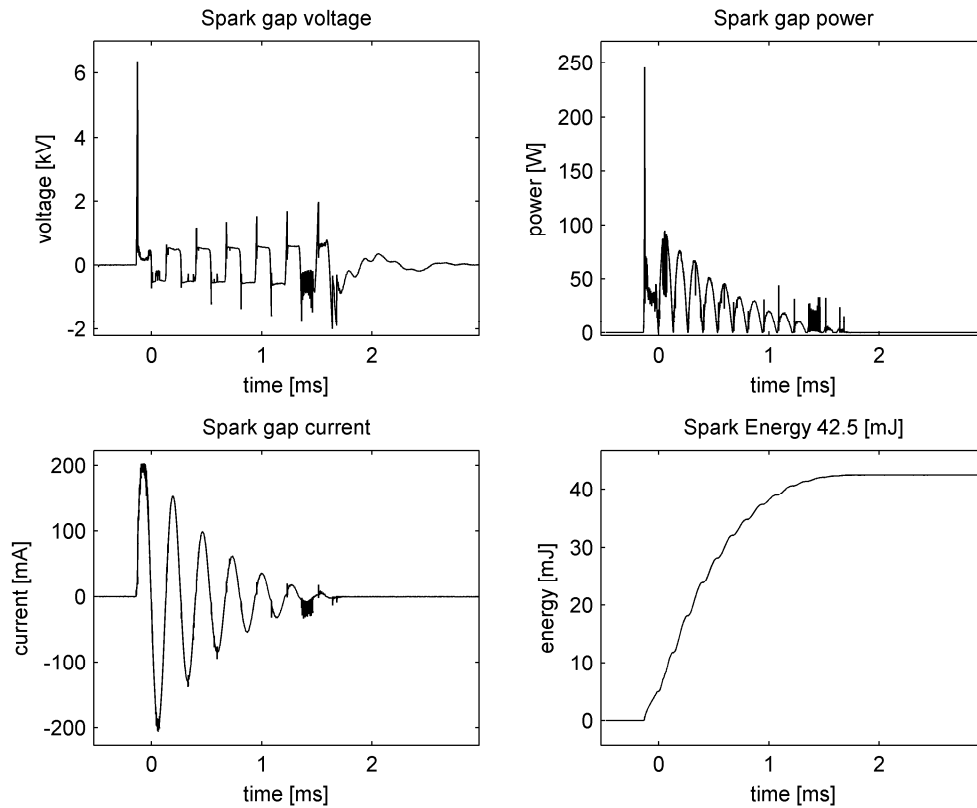 Spark gap voltage
voltage [kV]
6
4
2
0
-2
0
1
2
time [ms]
Spark gap power
power [W]
250
200
150
100
50
0
0
1
2
time [ms]
Spark gap current
current [mA]
200
100
0
-100
-200
0
1
2
time [ms]
Spark Energy 42.5 [mJ]
energy [mJ]
40
30
20
10
0
0
1
2
time [ms]